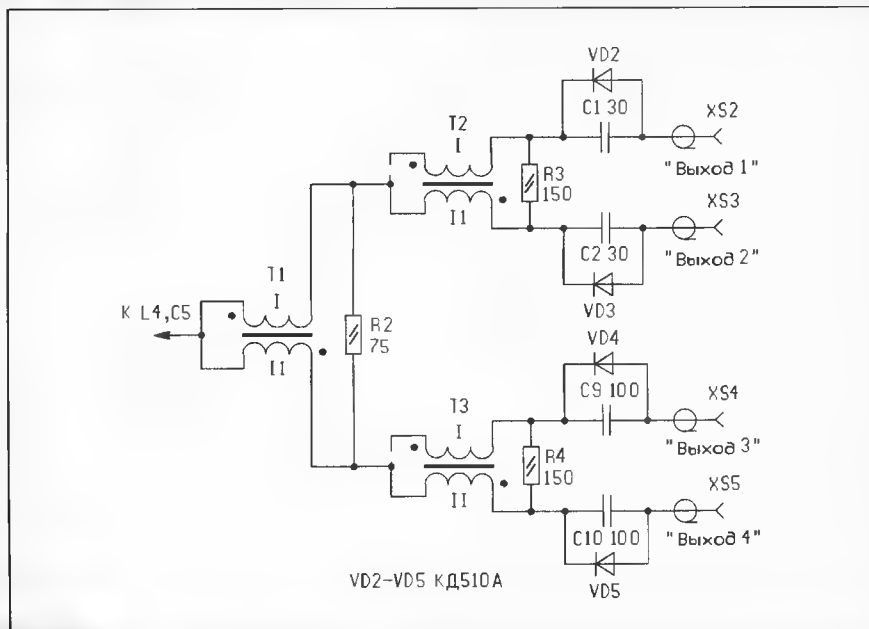 VD2
C1 30
XS2
T2
I
R3
150
"Выход 1"
XS3
I1
C2 30
"Выход 2"
VD3
T1
I
К L4,C5
R2
75
II
VD4
T3
C9 100
XS4
I
R4
150
"Выход 3"
XS5
II
C10 100
"Выход 4"
VD2-VD5 КД510А
VD5